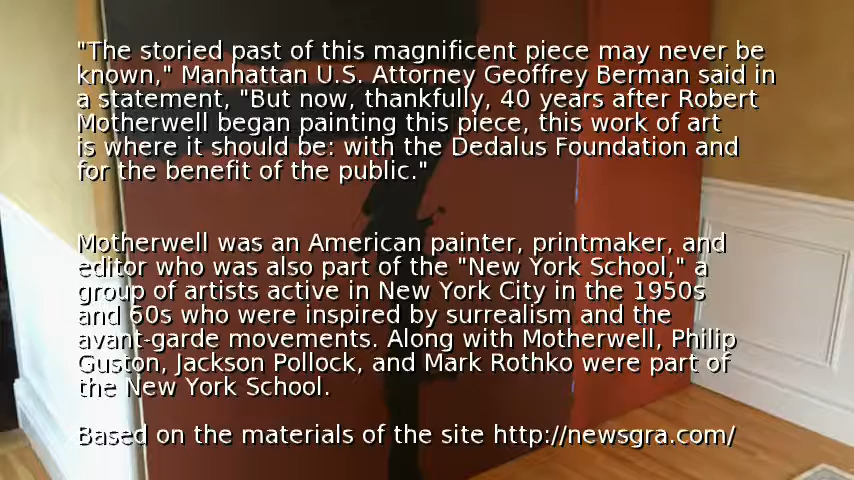 "The storied past of this magnificent piece may never be
known," Manhattan U.S. Attorney Geoffrey Berman said in
a statement, "But now, thankfully, 40 years after Robert
Motherwell began painting this piece, this work of art
is where it should be: with the Dedalus Foundation and
for the benefit of the public."
Motherwell was an American painter, printmaker, and
editor who was also part of the "New York School," a
group of artists active in New York City in the 1950s
and 60s who were inspired by surrealism and the
avant-garde movements. Along with Motherwell, Philip
Guston, Jackson Pollock, and Mark Rothko were part of
the New York School.
Based on the materials of the site http://newsgra.com/